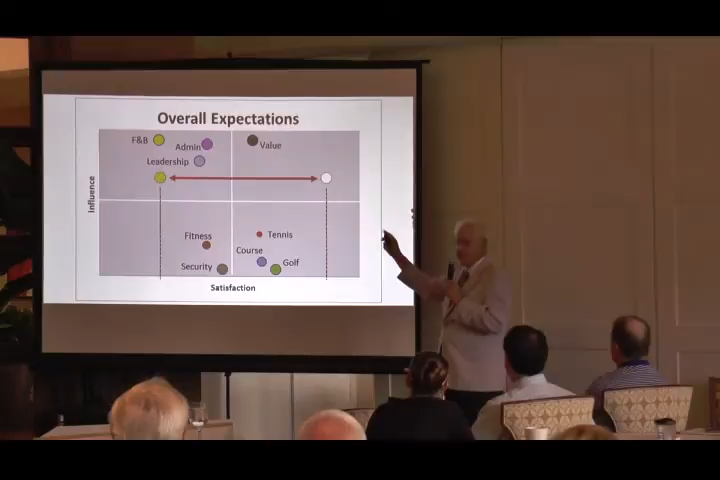 Overall Expectations
F&B
Admin
Value
Leadership
Influence
Fitness
Tennis
Course
Security
Golf
Satisfaction